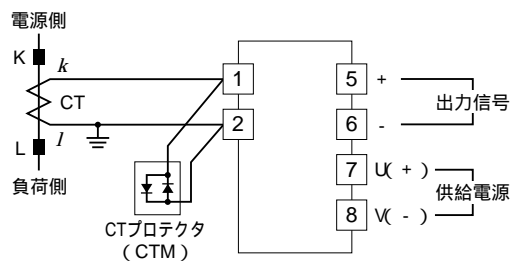 電源側
K
k
CT
L
l
負荷側
CTプロテクタ
（CTM）
1
2
5 +
6 -
出力信号
7 U( + )
8 V( - )
供給電源